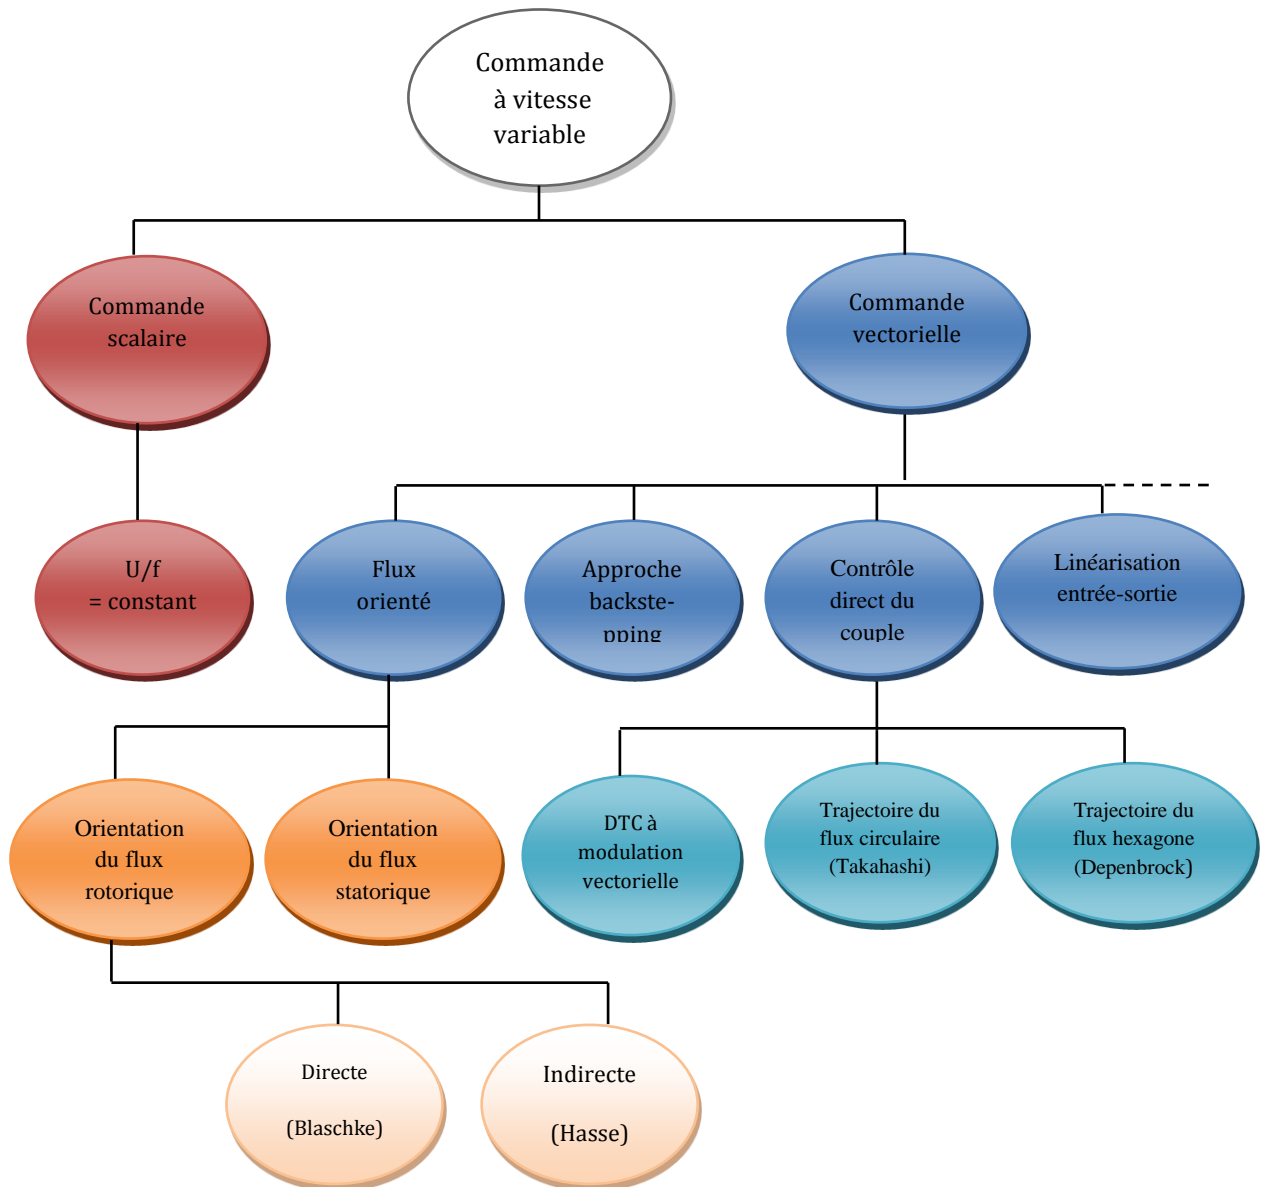 Commande
à vitesse
variable
Commande
scalaire
Commande
vectorielle
U/f
= constant
Flux
orienté
Approche
backste-
pping
Contrôle
direct du
couple
Linéarisation
entrée-sortie
Orientation
du flux
rotorique
Orientation
du flux
statorique
DTC à
modulation
vectorielle
Trajectoire du
flux circulaire
(Takahashi)
Trajectoire du
flux hexagone
(Depenbrock)
Directe
(Blaschke)
Indirecte
(Hasse)